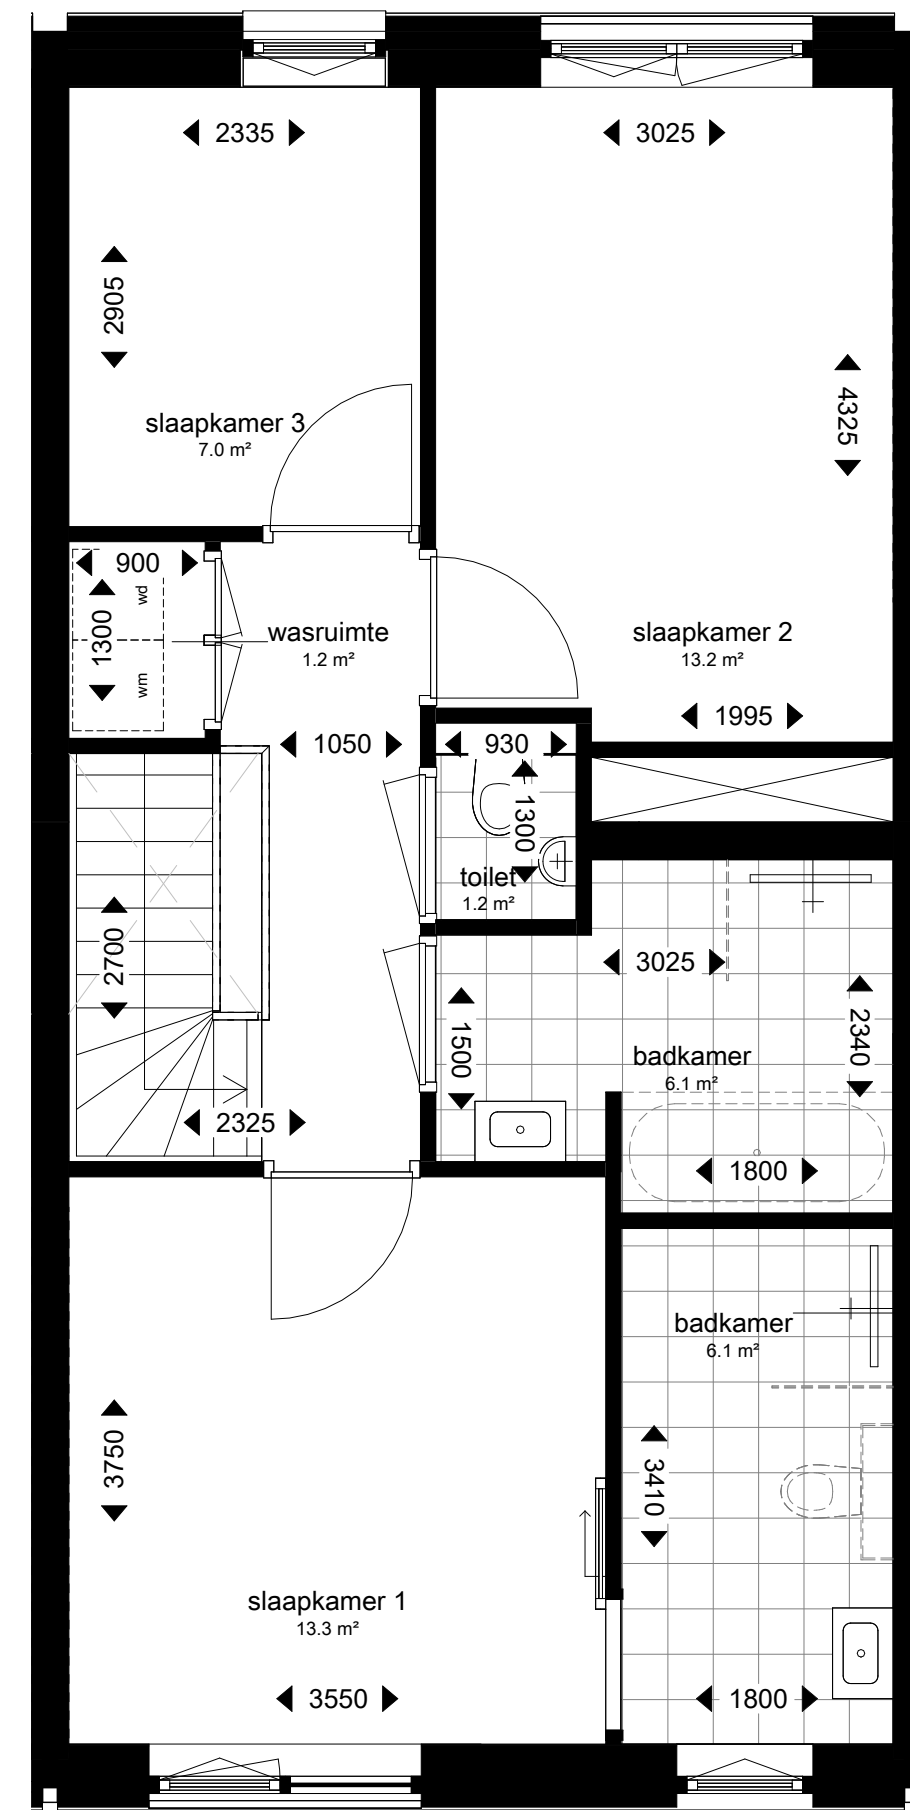 2335
3025
2905
4325
slaapkamer 3
7.0 m²
900
wd
1300
wasruimte
1.2 m²
slaapkamer 2
13.2 m²
wm
1995
1050
930
1300
toilet
1.2 m²
2700
3025
1500
2340
badkamer
6.1 m²
2325
1800
badkamer
6.1 m²
3750
3410
slaapkamer 1
13.3 m²
3550
1800